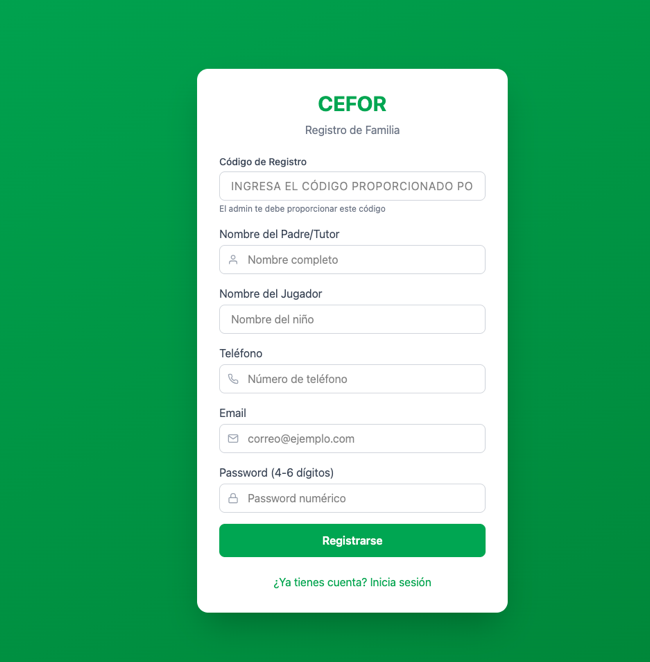 CEFOR
Registro de Familia
Código de Registro
INGRESA EL CÓDIGO PROPORCIONADO PO
El admin te debe proporcionar este código
Nombre del Padre/Tutor
Nombre completo
Nombre del Jugador
Nombre del niño
Teléfono
Número de teléfono
Email
correo@ejemplo.com
Password (4-6 dígitos)
Password numérico
Registrarse
¿Ya tienes cuenta? Inicia sesión